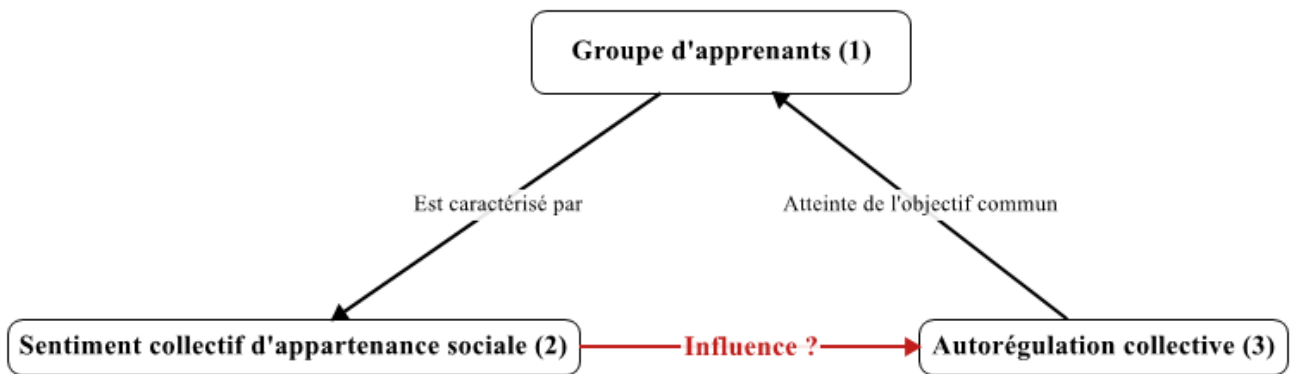 Groupe d'apprenants (1)
Est caractérisé par
Atteinte de l'objectif commun
Sentiment collectif d'appartenance sociale (2)
Influence ?
Autorégulation collective (3)